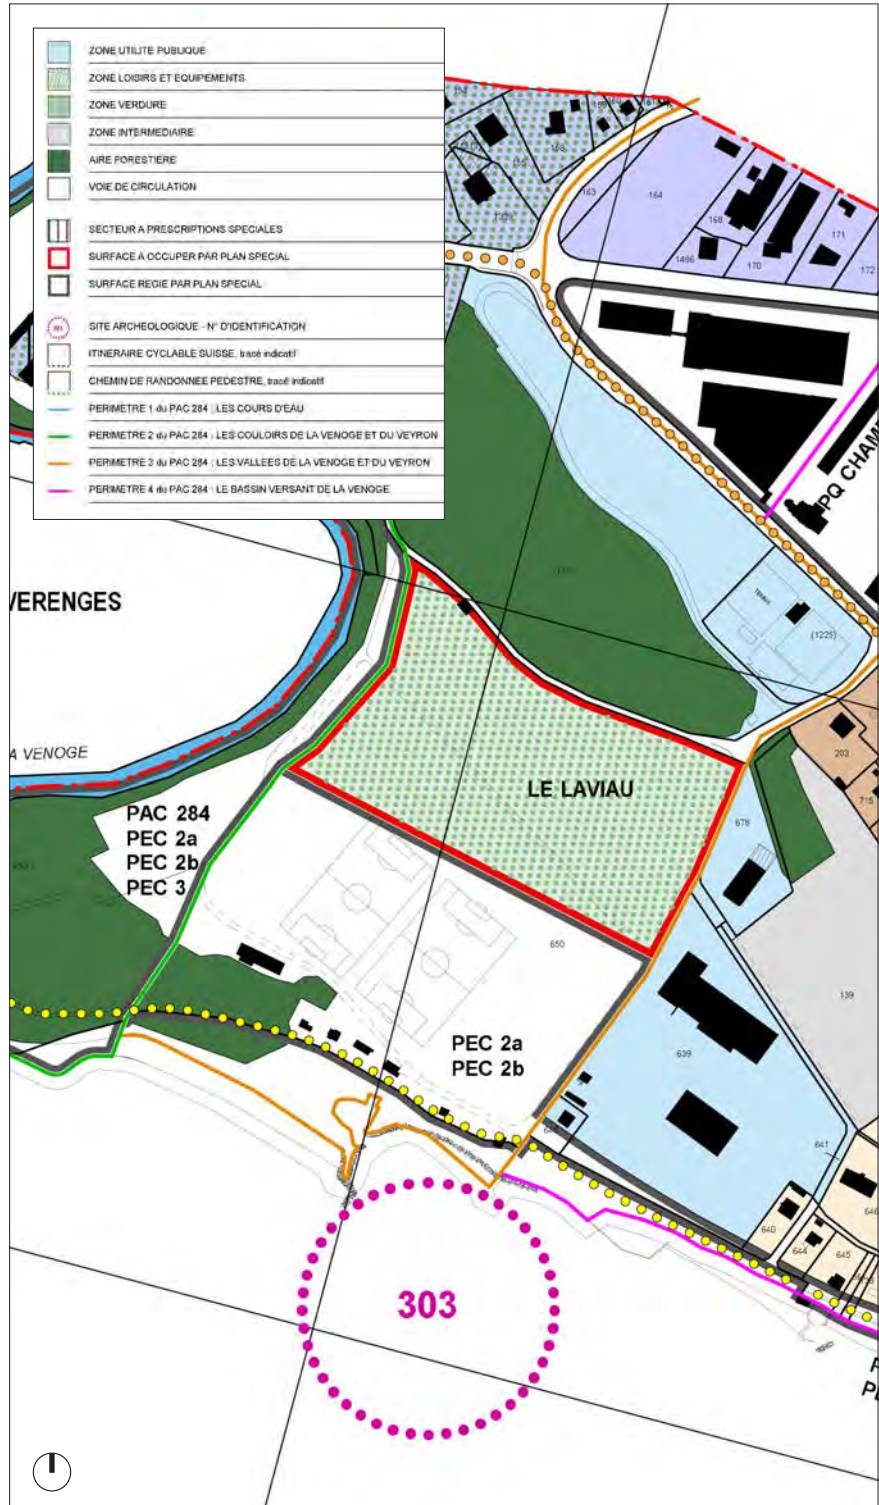 ZONE UTILITE PUBLIQUE
ZONE LOISIRS ET EQUIPEMENTS
ZONE VERDURE
ZONE INTERMEDIAIRE
AIRE FORESTIERE
VOIE DE CIRCULATION
SECTEUR A PRESCRIPTIONS SPECIALES
SURFACE A OCCUPER PAR PLAN SPECIAL
SURFACE REGIE PAR PLAN SPECIAL
SITE ARCHEOLOGIQUE - N° D'IDENTIFICATION
ITINERAIRE CYCLABLE SUISSE, tracé indicatif
CHEMIN DE RANDONNEE PEDESTRE, tracé indicatif
PERIMETRE 1 du PAC 284 : LES COURS D'EAU
PERIMETRE 2 du PAC 284 : LES COULOIRS DE LA VENOGE ET DU VEYRON
PERIMETRE 3 du PAC 284 : LES VALLEES DE LA VENOGE ET DU VEYRON
PERIMETRE 4 du PAC 284 : LE BASSIN VERSANT DE LA VENOGE
163
164
168
171
1486
170
172
PQ CHAM
VERENGES
TENNIS
(1225)
A VENOGE
203
LE LAVIAU
715
678
PAC 284
PEC 2a
PEC 2b
PEC 3
650
139
PEC 2a
PEC 2b
639
641
640
646
644
645
303